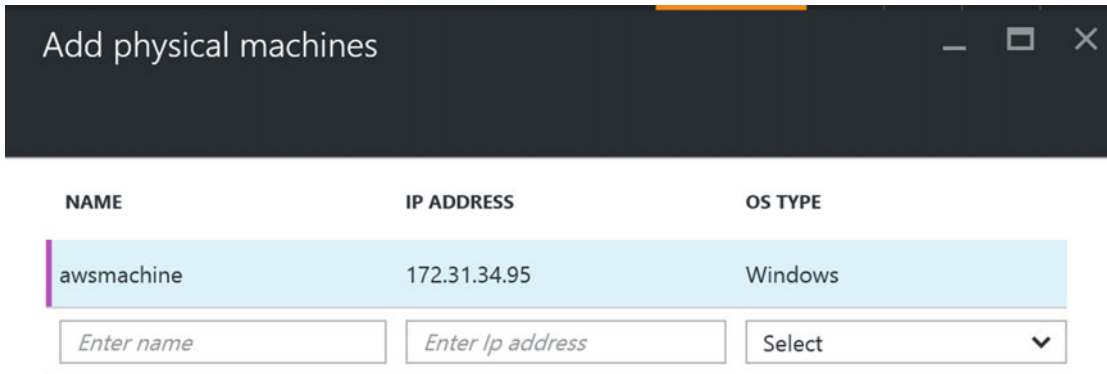 Add physical machines
NAME IP ADDRESS OS TYPE
awsmachine 172.31.34.95 Windows
Enter name Enter Ip address Select